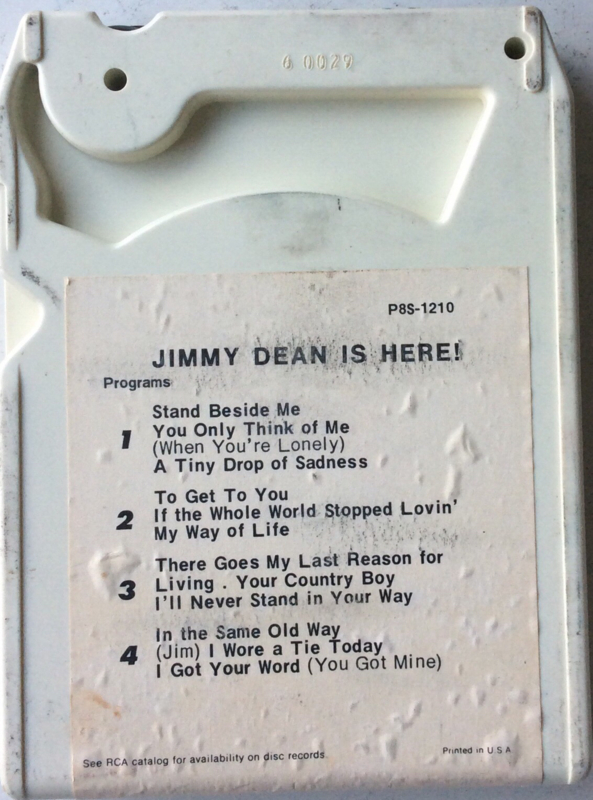 6 0029
P8S-1210
JIMMY DEAN IS HERE!
Programs
1
Stand Beside Me
You Only Think of Me
(When You're Lonely)
A Tiny Drop of Sadness
2
To Get To You
If the Whole World Stopped Lovin'
My Way of Life
3
There Goes My Last Reason for
Living . Your Country Boy
I'll Never Stand in Your Way
4
In the Same Old Way
(Jim) I Wore a Tie Today
I Got Your Word (You Got Mine)
See RCA catalog for availability on disc records.
Printed in U S A